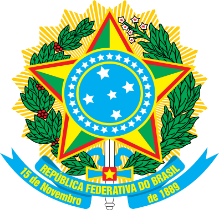 REPÚBLICA FEDERATIVA DO BRASIL
15 de Novembro
de 1889